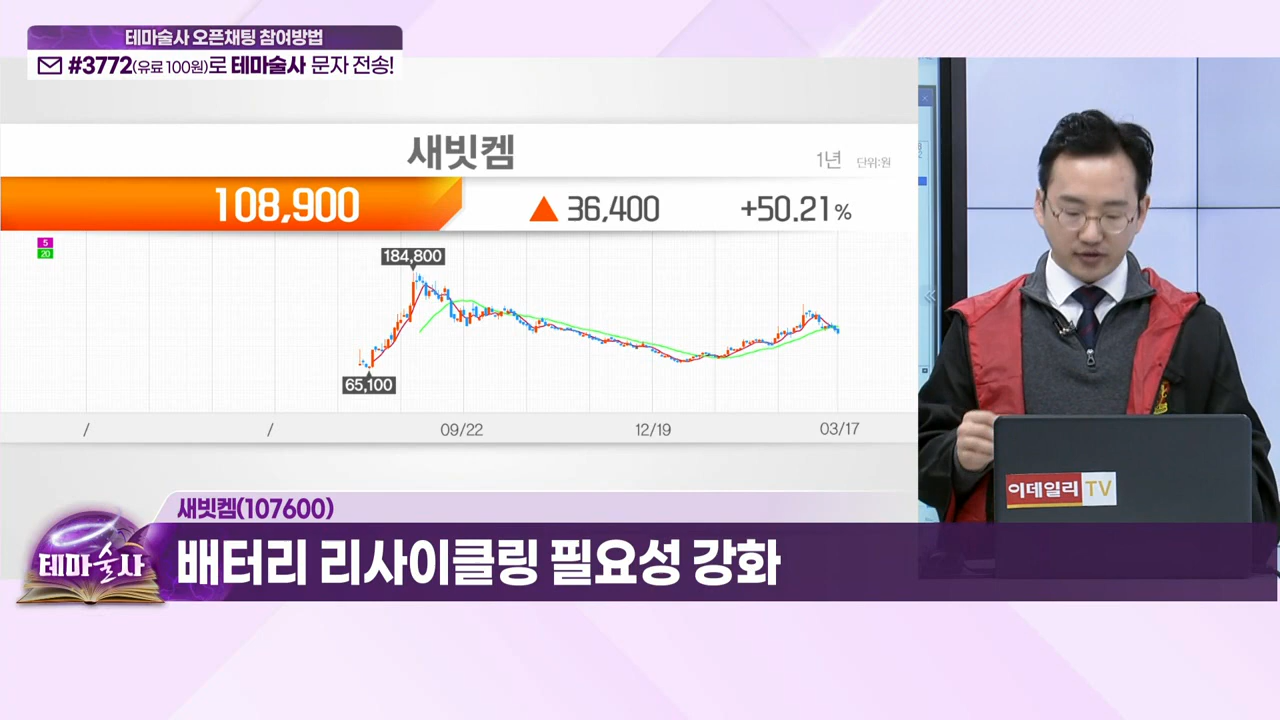 테마술사 오픈채팅 참여방법
#3772(유료 100원)로 테마술사 문자 전송!
새빗켐
1년 단위:원
108,900 ▲ 36,400 +50.21%
5
20
184,800
65,100
/ / 09/22 12/19 03/17
이데일리 TV
새빗켐(107600)
테마술사
배터리 리사이클링 필요성 강화